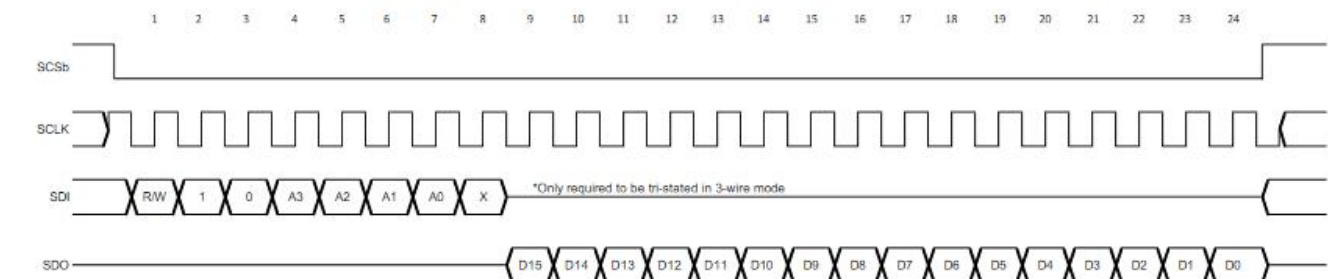 1 2 3 4 5 6 7 8 9 10 11 12 13 14 15 16 17 18 19 20 21 22 23 24
SCSb
SCLK
SDI R/W 1 0 A3 A2 A1 A0 X *Only required to be tri-stated in 3-wire mode
SDO D15 D14 D13 D12 D11 D10 D9 D8 D7 D6 D5 D4 D3 D2 D1 D0